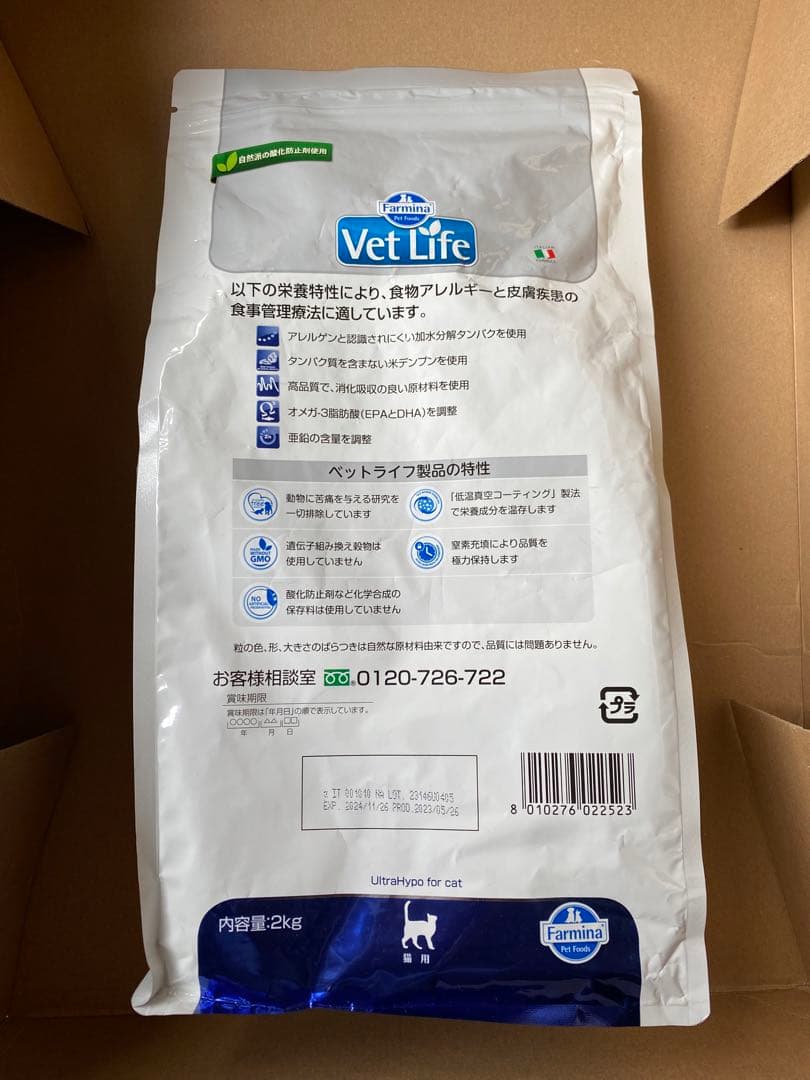 自然派の酸化防止剤使用
Farmina
Pet Foods
Vet Life
ITALIAN
以下の栄養特性により、食物アレルギーと皮膚疾患の
食事管理療法に適しています。
アレルゲンと認識されにくい加水分解タンパクを使用
タンパク質を含まない米デンプンを使用
高品質で、消化吸収の良い原材料を使用
オメガ-3脂肪酸(EPAとDHA)を調整
Zn
亜鉛の含量を調整
ベットライフ製品の特性
free
動物に苦痛を与える研究を
一切排除しています
「低温真空コーティング」製法
で栄養成分を温存します
MADE WITHOUT
GMO
遺伝子組み換え穀物は
使用していません
窒素充填により品質を
極力保持します
NO
ARTIFICIAL
酸化防止剤など化学合成の
保存料は使用していません
粒の色、形、大きさのばらつきは自然な原材料由来ですので、品質には問題ありません。
お客様相談室 0120-726-722
賞味期限
賞味期限は「年月日」の順で表示しています。
○○○○ △△ □□
年 月 日
プラ
α IT 001010 NA LOT. 23146U0405
EXP. 2024/11/26 PROD.2023/05/26
8 010276 022523
UltraHypo for cat
内容量:2kg
猫用
Farmina
Pet Foods